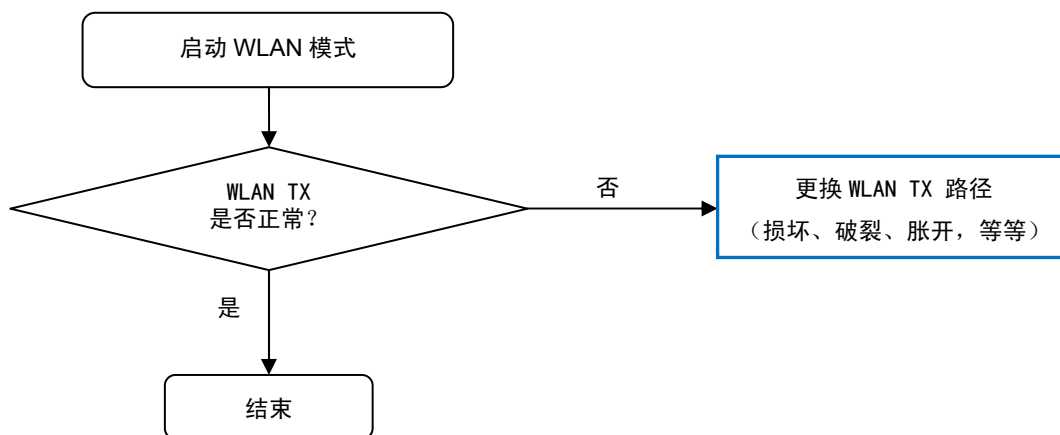 启动 WLAN 模式
WLAN TX
是否正常？
否
更换 WLAN TX 路径
（损坏、破裂、胀开，等等）
是
结束